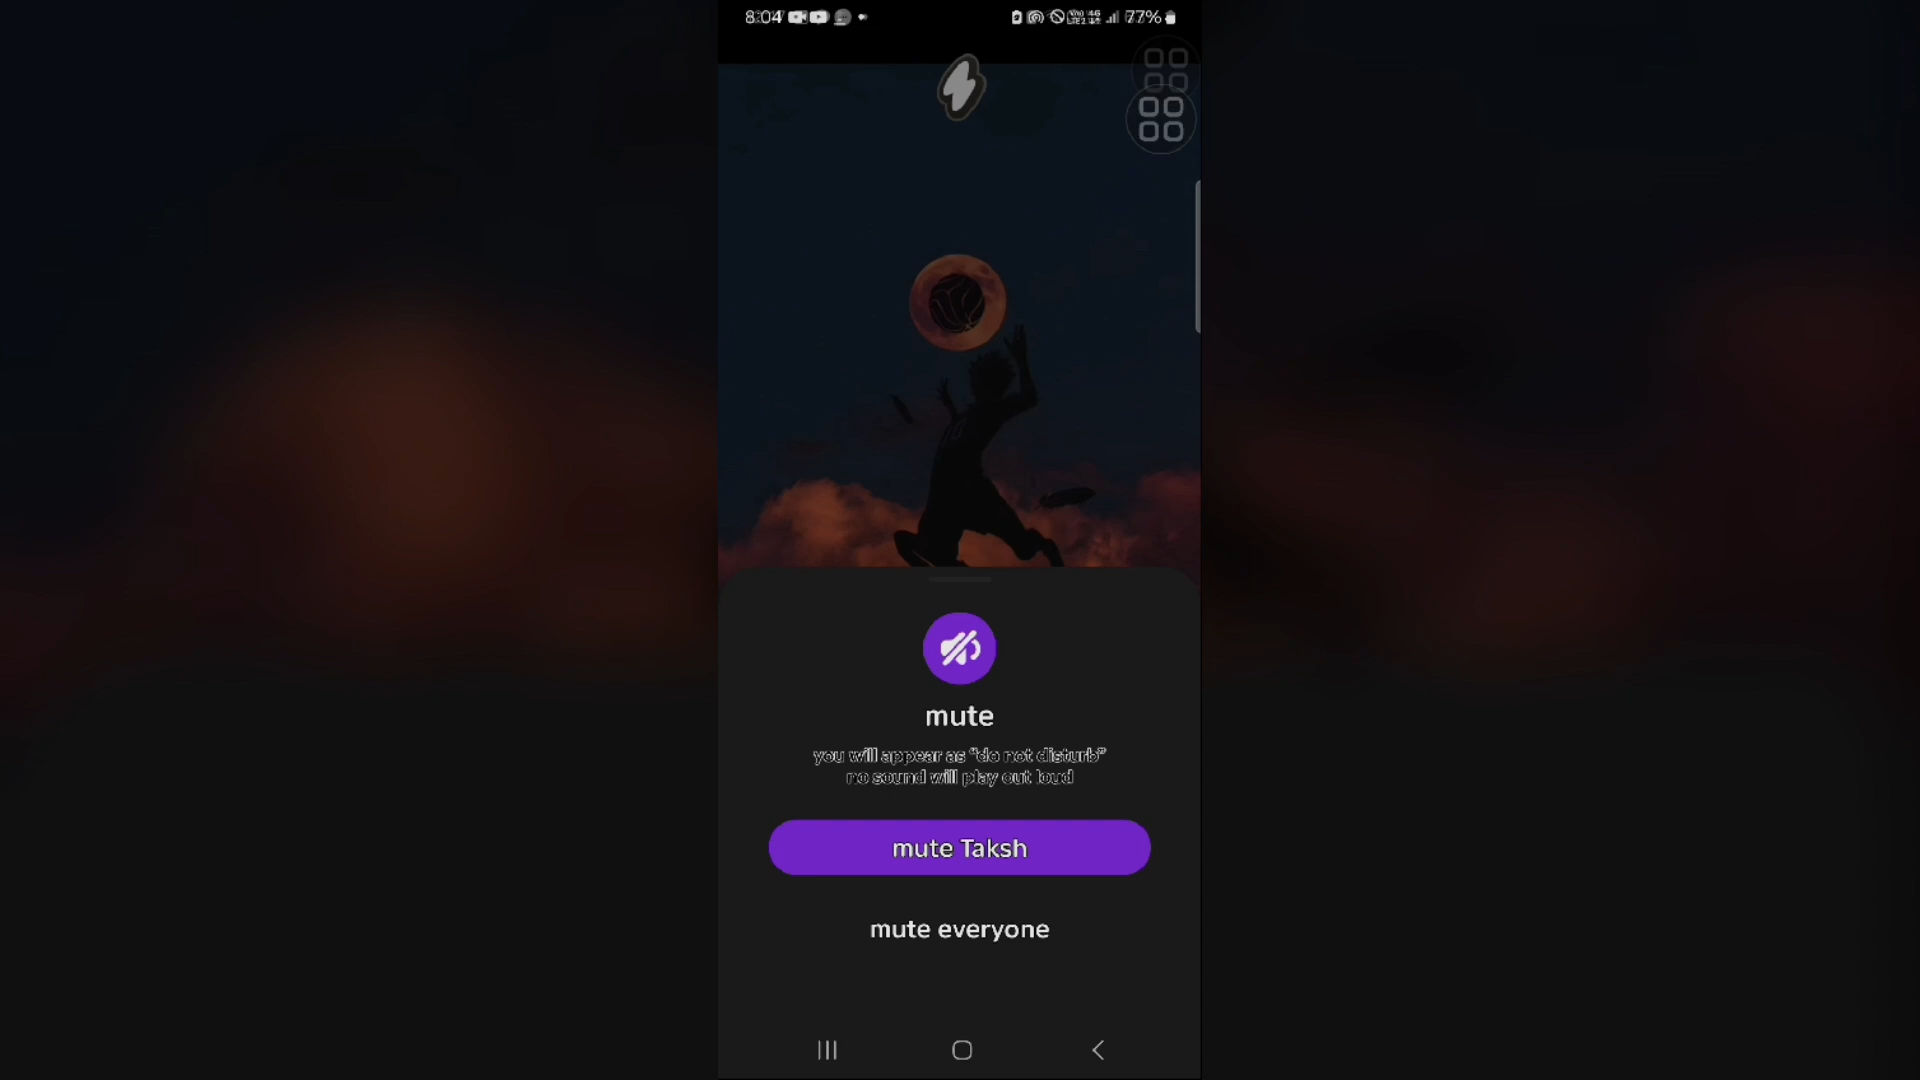 8:04 77%
mute
you will appear as “do not disturb”
no sound will play out loud
mute Taksh
mute everyone